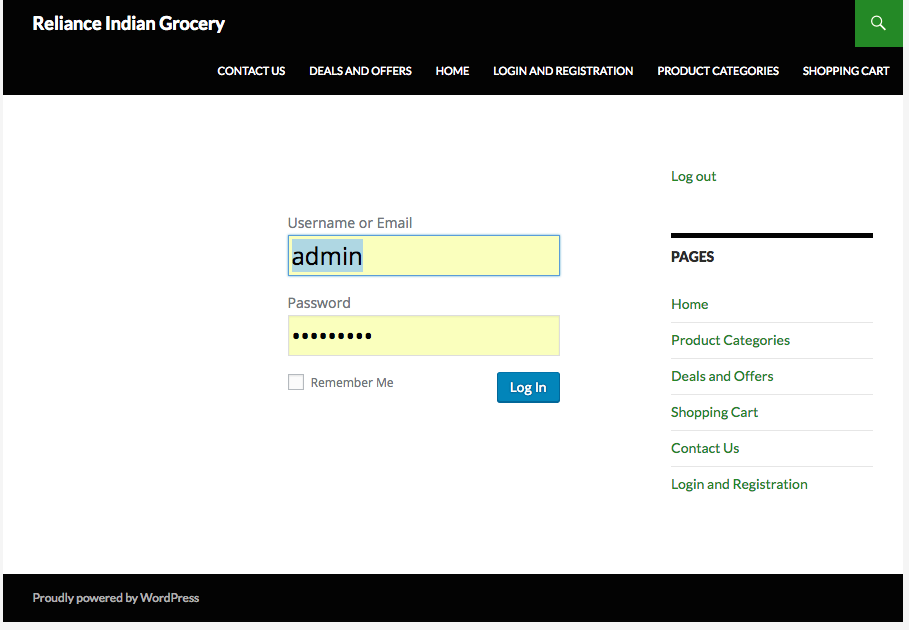 Reliance Indian Grocery
CONTACT US DEALS AND OFFERS HOME LOGIN AND REGISTRATION PRODUCT CATEGORIES SHOPPING CART
Log out
Username or Email
admin
Password
•••••••••
Remember Me
Log In
PAGES
Home
Product Categories
Deals and Offers
Shopping Cart
Contact Us
Login and Registration
Proudly powered by WordPress